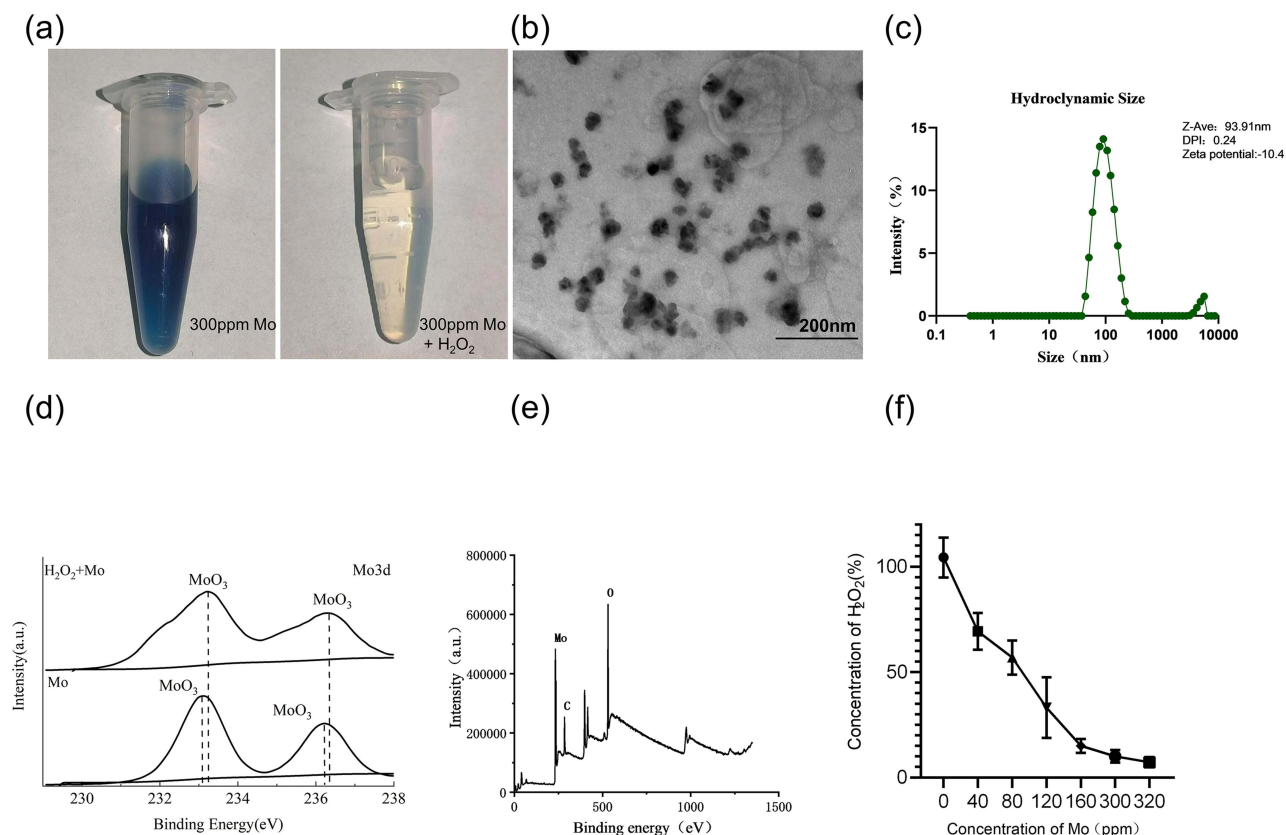 (a)
300ppm Mo
300ppm Mo
+ H₂O₂
(b)
200nm
(c)
Hydroclynamic Size
Z-Ave: 93.91nm
DPI: 0.24
Zeta potential:-10.4
15
10
5
0
Intensity (%)
0.1 1 10 100 1000 10000
Size (nm)
(d)
H₂O₂+Mo
Mo3d
MoO₃
MoO₃
Mo
MoO₃
MoO₃
Intensity(a.u.)
230 232 234 236 238
Binding Energy(eV)
(e)
800000
600000
400000
200000
0
Intensity (a.u.)
Mo
C
O
0 500 1000 1500
Binding energy (eV)
(f)
100
50
0
Concentration of H₂O₂(%)
0 40 80 120 160 300 320
Concentration of Mo (ppm)